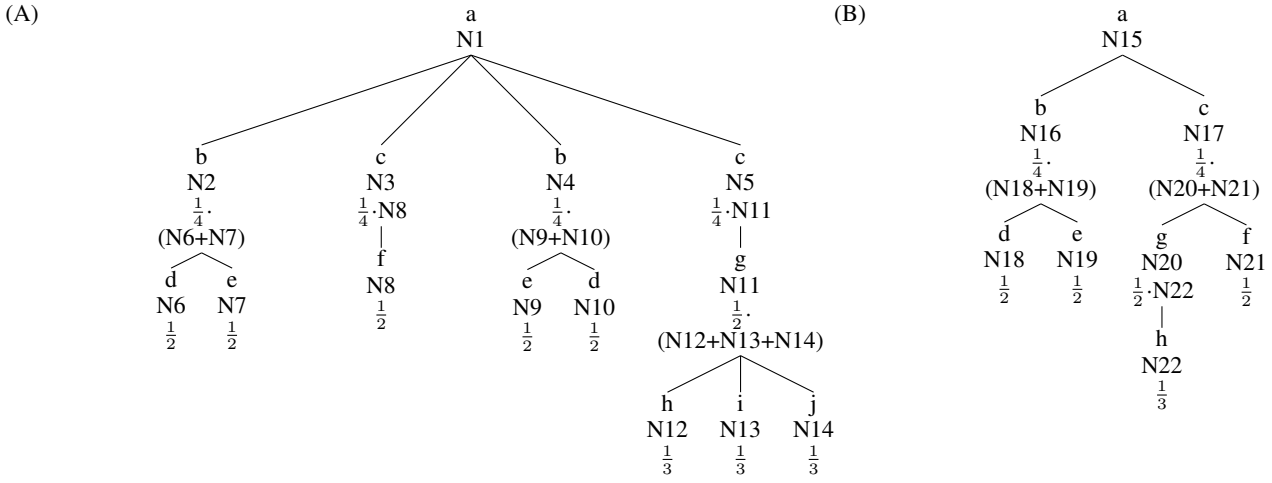 (A)
a
N1
b
N2
1/4·
(N6+N7)
d
N6
1/2
e
N7
1/2
c
N3
1/4·N8
f
N8
1/2
b
N4
1/4·
(N9+N10)
e
N9
1/2
d
N10
1/2
c
N5
1/4·N11
g
N11
1/2·
(N12+N13+N14)
h
N12
1/3
i
N13
1/3
j
N14
1/3
(B)
a
N15
b
N16
1/4·
(N18+N19)
d
N18
1/2
e
N19
1/2
c
N17
1/4·
(N20+N21)
g
N20
1/2·N22
h
N22
1/3
f
N21
1/2